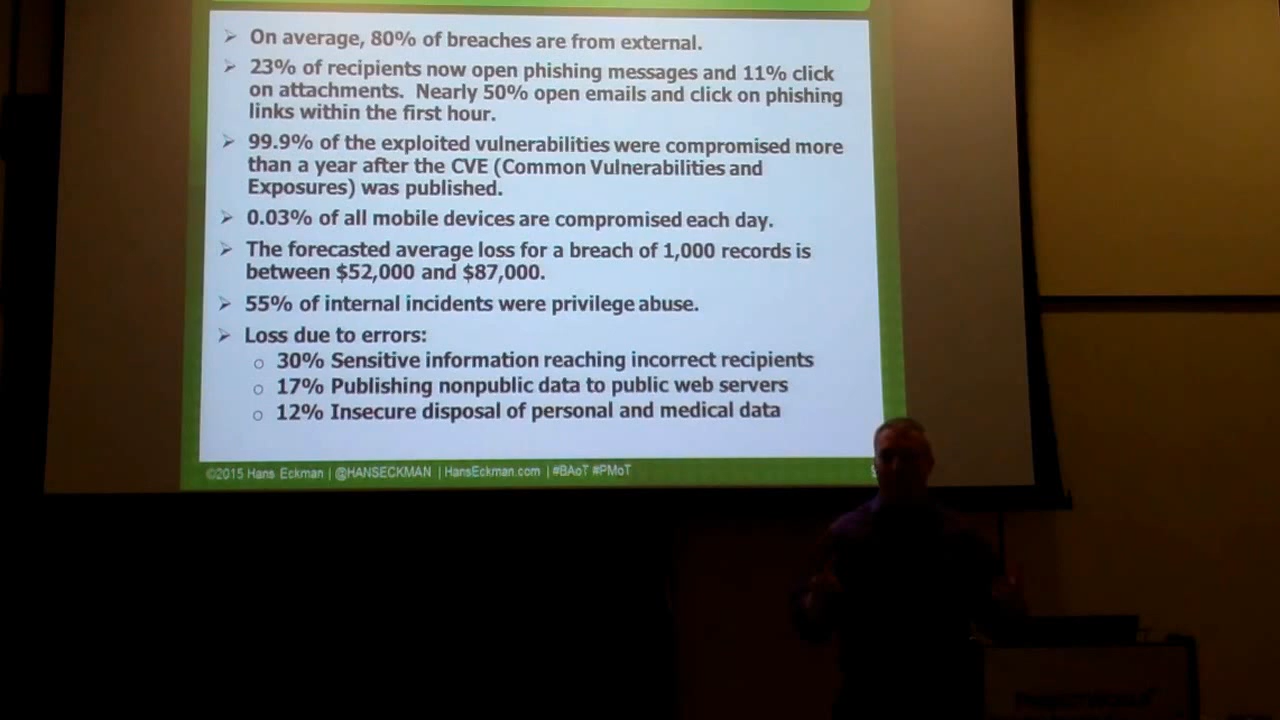 ➢ On average, 80% of breaches are from external.
➢ 23% of recipients now open phishing messages and 11% click
on attachments. Nearly 50% open emails and click on phishing
links within the first hour.
➢ 99.9% of the exploited vulnerabilities were compromised more
than a year after the CVE (Common Vulnerabilities and
Exposures) was published.
➢ 0.03% of all mobile devices are compromised each day.
➢ The forecasted average loss for a breach of 1,000 records is
between $52,000 and $87,000.
➢ 55% of internal incidents were privilege abuse.
➢ Loss due to errors:
○ 30% Sensitive information reaching incorrect recipients
○ 17% Publishing nonpublic data to public web servers
○ 12% Insecure disposal of personal and medical data
©2015 Hans Eckman | @HANSECKMAN | HansEckman.com | #BAoT #PMoT